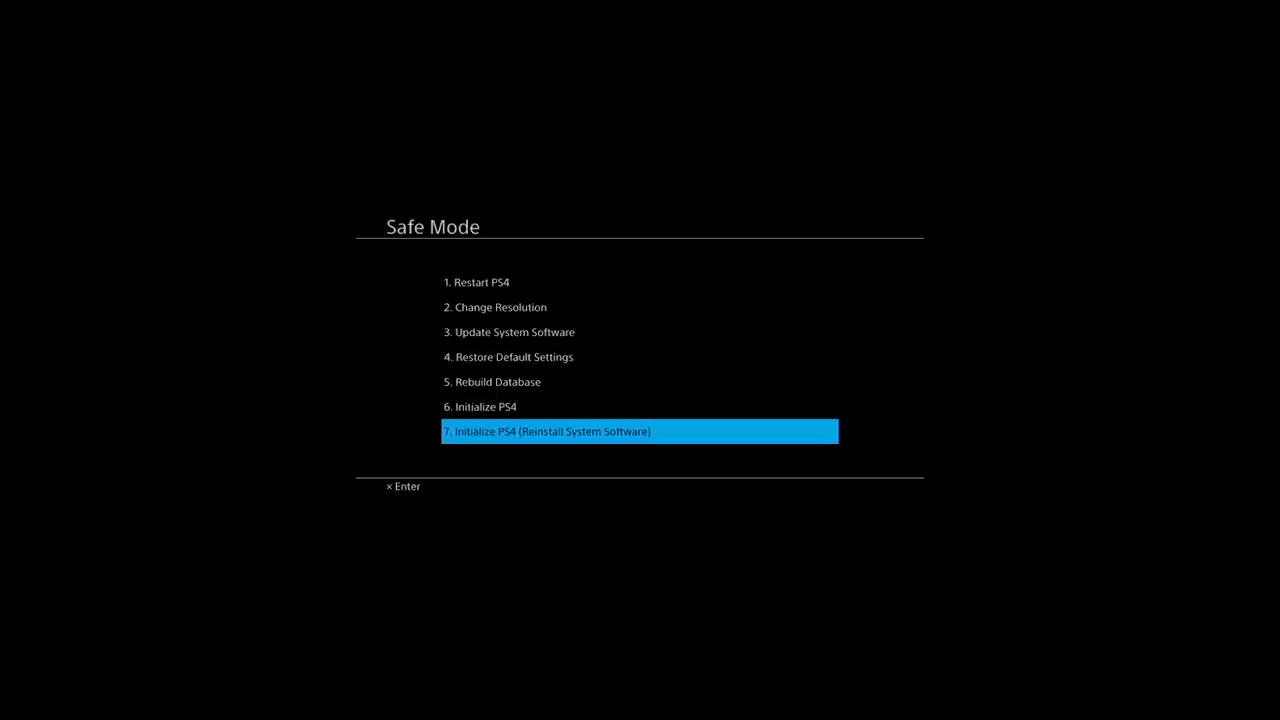 Safe Mode
1. Restart PS4
2. Change Resolution
3. Update System Software
4. Restore Default Settings
5. Rebuild Database
6. Initialize PS4
7. Initialize PS4 (Reinstall System Software)
× Enter